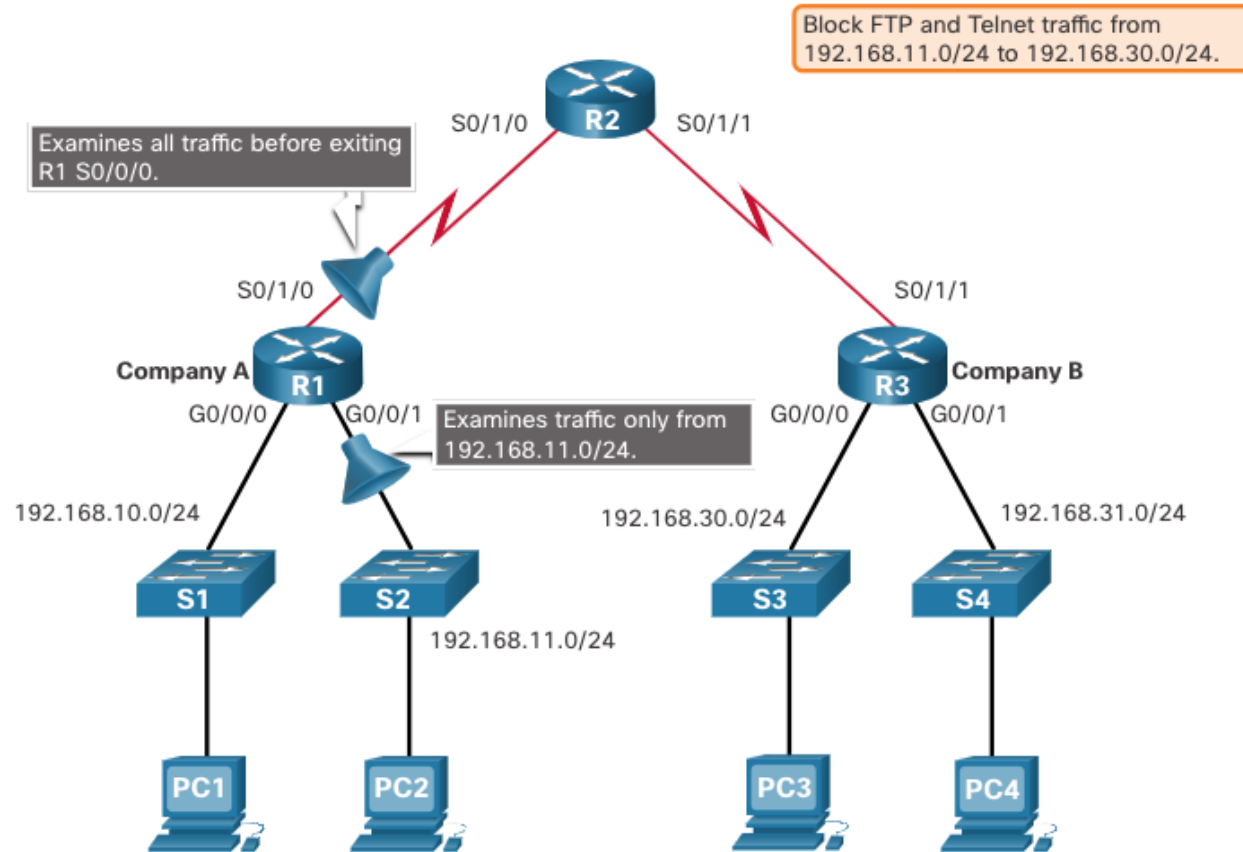 Block FTP and Telnet traffic from
192.168.11.0/24 to 192.168.30.0/24.
R2
S0/1/0
S0/1/1
Examines all traffic before exiting
R1 S0/0/0.
S0/1/0
S0/1/1
Company A
R1
R3
Company B
G0/0/0
G0/0/1
Examines traffic only from
192.168.11.0/24.
G0/0/0
G0/0/1
192.168.10.0/24
192.168.30.0/24
192.168.31.0/24
S1
S2
S3
S4
192.168.11.0/24
PC1
PC2
PC3
PC4